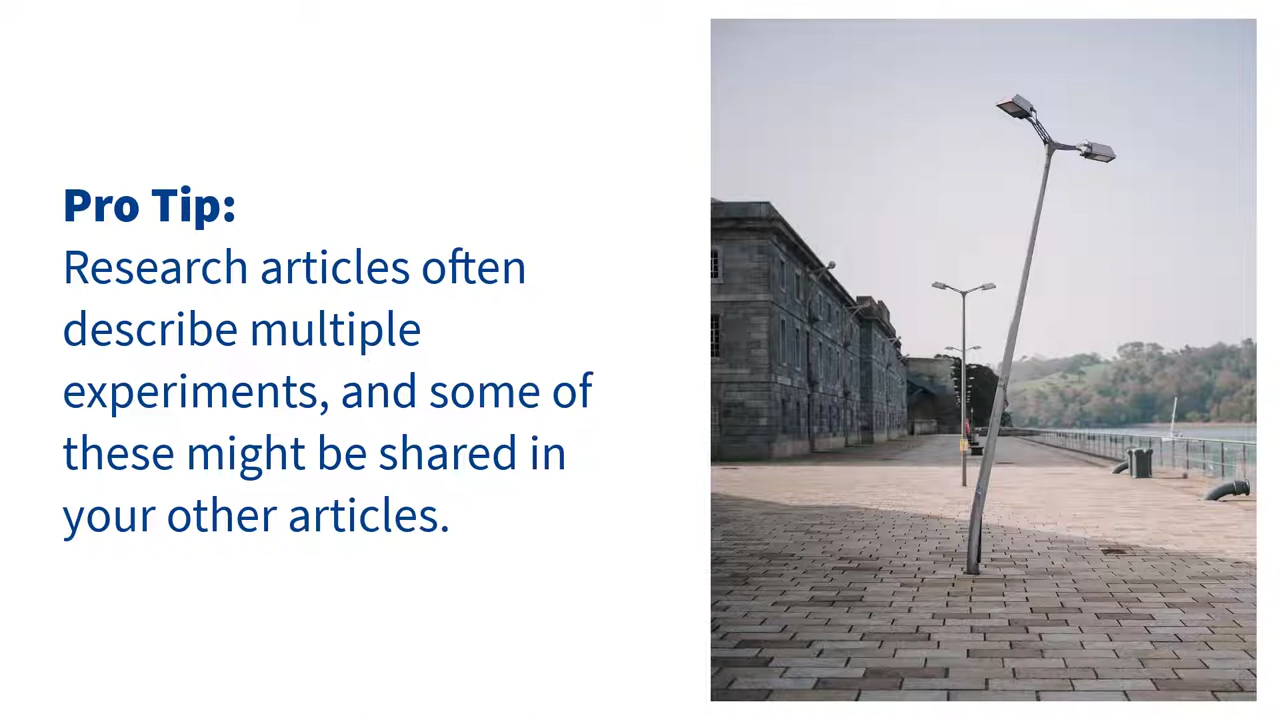 Pro Tip:
Research articles often
describe multiple
experiments, and some of
these might be shared in
your other articles.